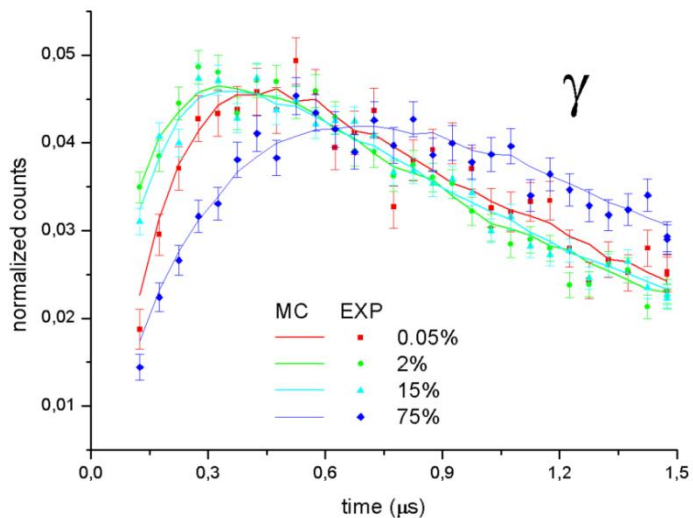 γ
0,05
0,04
0,03
0,02
0,01
normalized counts
MC EXP
0.05%
2%
15%
75%
0,0 0,3 0,6 0,9 1,2 1,5
time (μs)